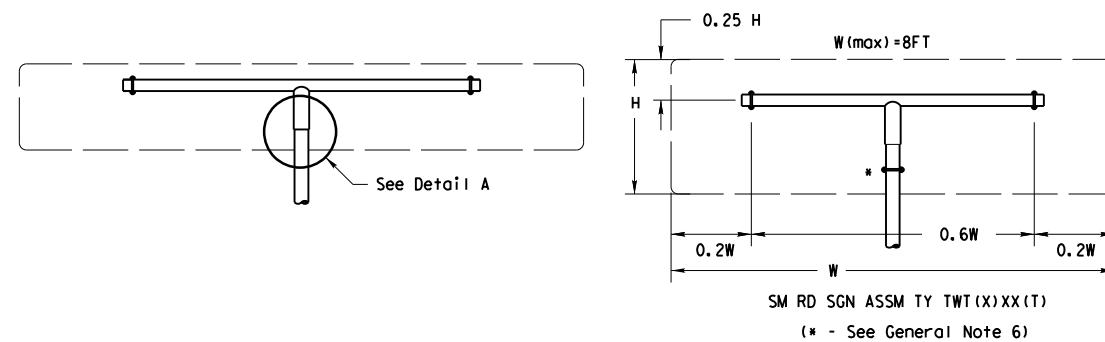 0.25 H
W(max)=8FT
H
*
See Detail A
0.2W
0.6W
0.2W
W
SM RD SGN ASSM TY TWT(X)XX(T)
(* - See General Note 6)